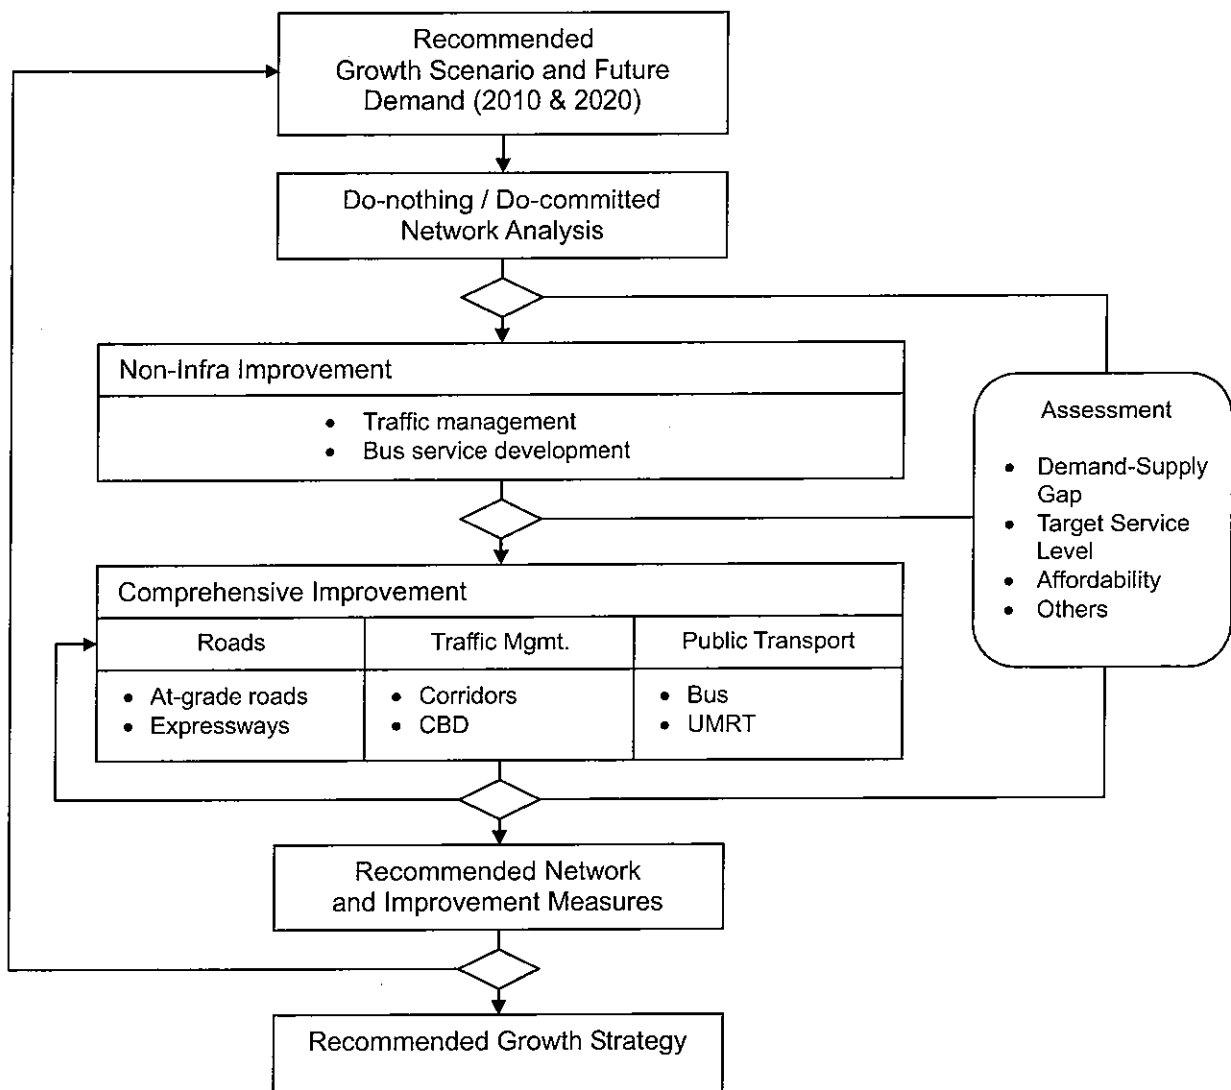 Recommended
Growth Scenario and Future
Demand (2010 & 2020)
Do-nothing / Do-committed
Network Analysis
Non-Infra Improvement
• Traffic management
• Bus service development
Assessment
• Demand-Supply
Gap
• Target Service
Level
• Affordability
• Others
Comprehensive Improvement
Roads
• At-grade roads
• Expressways
Traffic Mgmt.
• Corridors
• CBD
Public Transport
• Bus
• UMRT
Recommended Network
and Improvement Measures
Recommended Growth Strategy